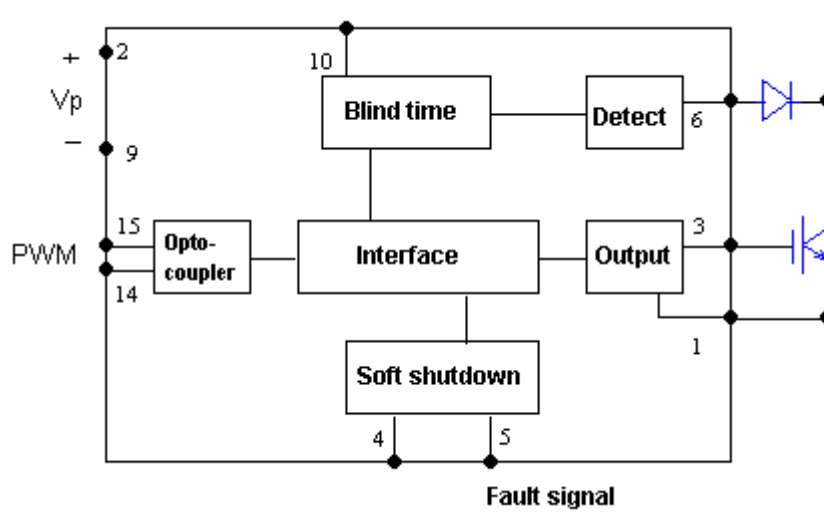 +
2
Vp
−
9
10
Blind time
Detect
6
PWM
15
14
Opto-
coupler
Interface
Output
3
1
Soft shutdown
4
5
Fault signal